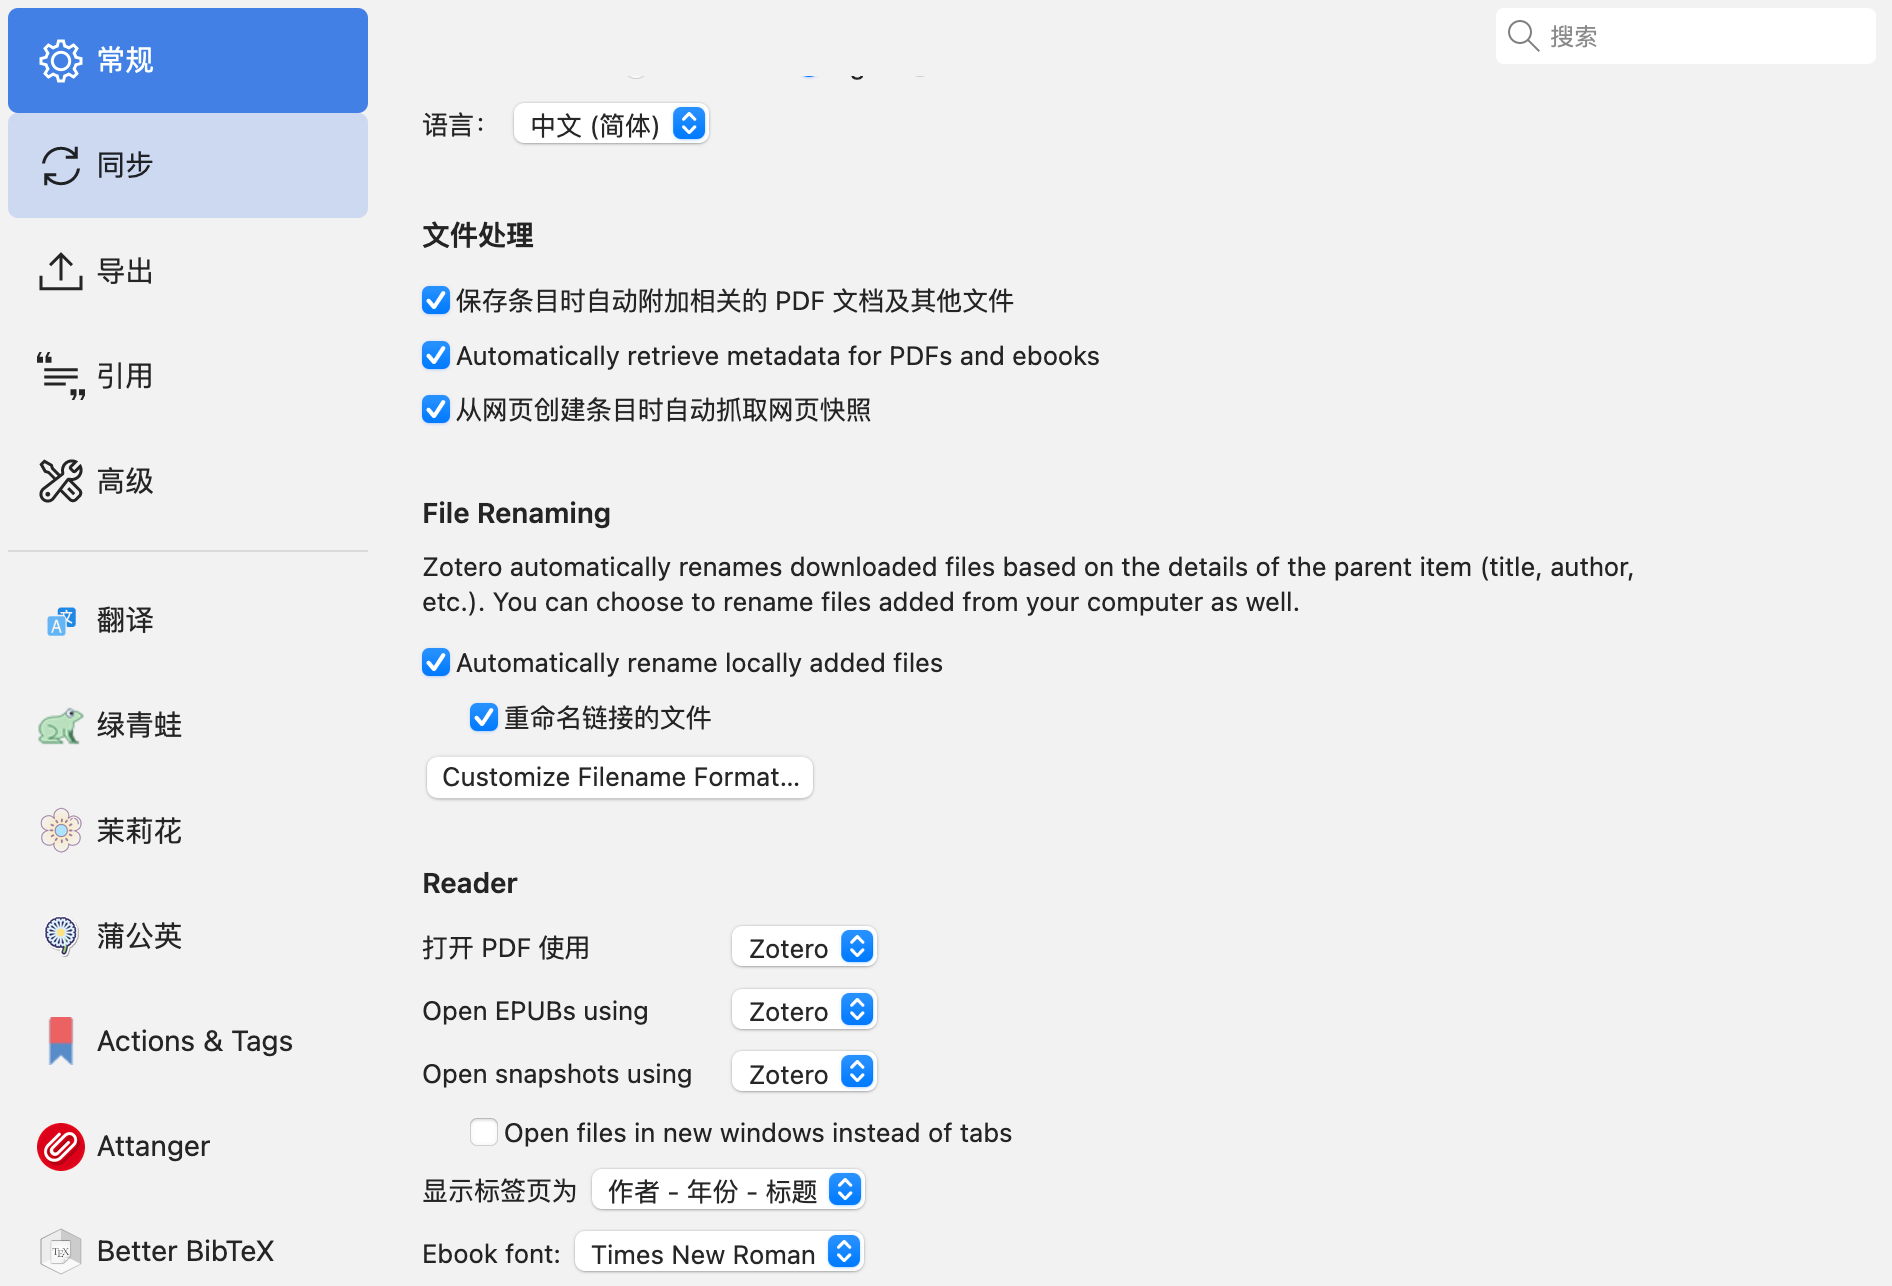 常规
同步
导出
引用
高级
翻译
绿青蛙
茉莉花
蒲公英
Actions & Tags
Attanger
Better BibTeX
搜索
语言：
中文 (简体)
文件处理
保存条目时自动附加相关的 PDF 文档及其他文件
Automatically retrieve metadata for PDFs and ebooks
从网页创建条目时自动抓取网页快照
File Renaming
Zotero automatically renames downloaded files based on the details of the parent item (title, author,
etc.). You can choose to rename files added from your computer as well.
Automatically rename locally added files
重命名链接的文件
Customize Filename Format...
Reader
打开 PDF 使用 Zotero
Open EPUBs using Zotero
Open snapshots using Zotero
Open files in new windows instead of tabs
显示标签页为 作者 - 年份 - 标题
Ebook font: Times New Roman